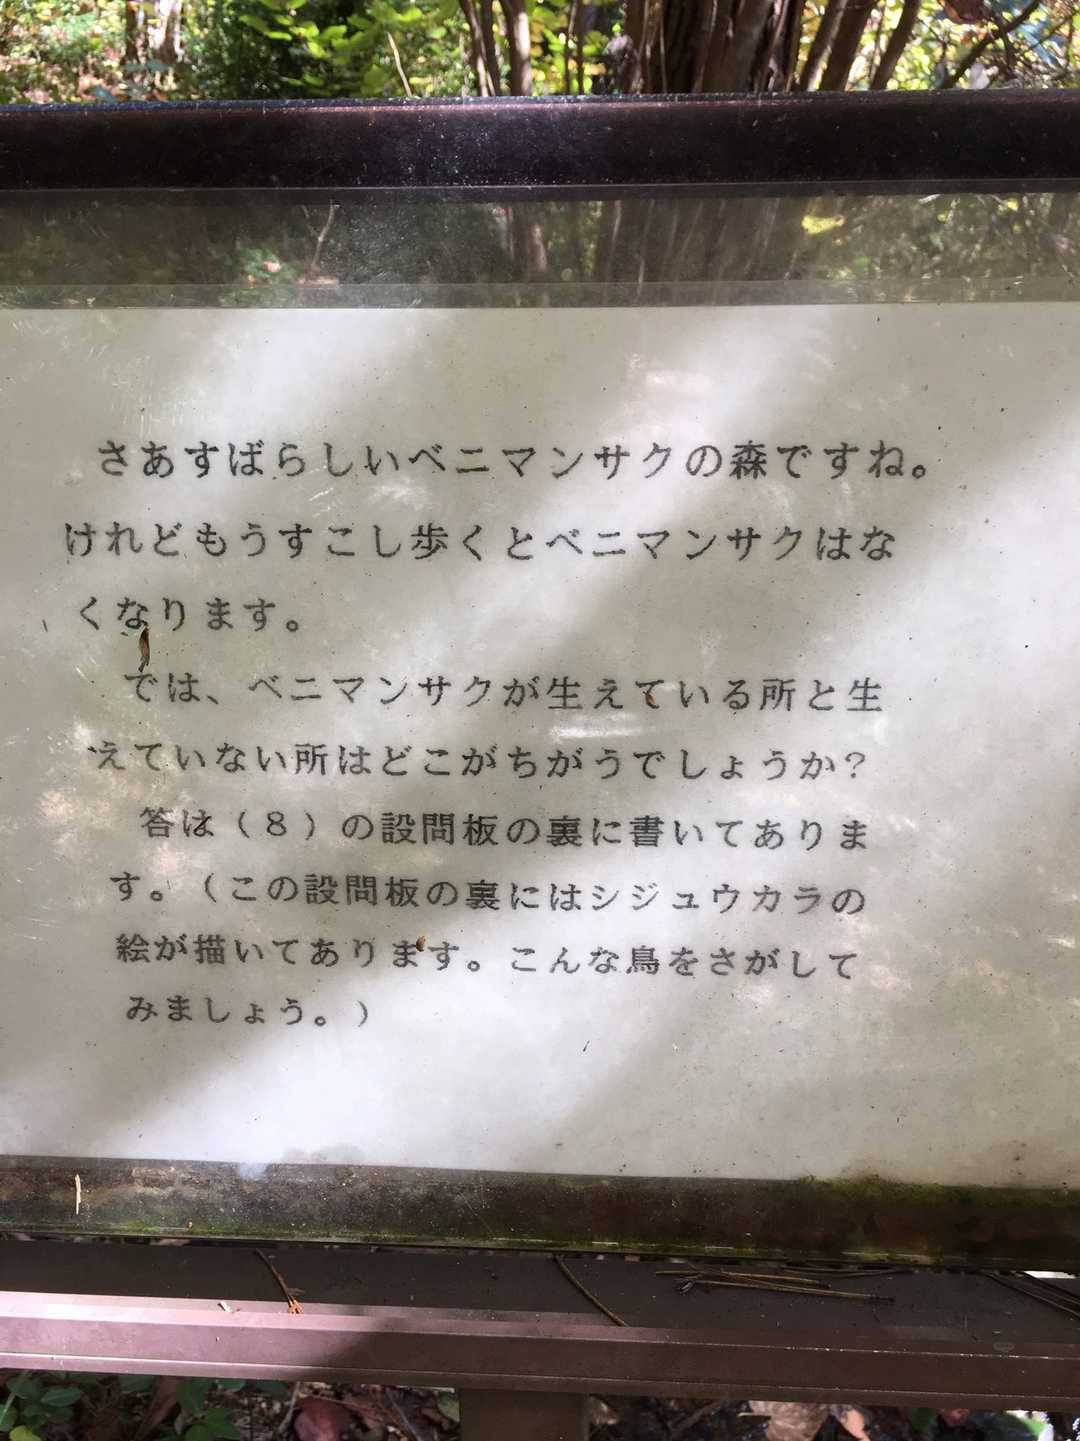 さあすばらしいベニマンサクの森ですね。
けれどもうすこし歩くとベニマンサクはな
くなります。
では、ベニマンサクが生えている所と生
えていない所はどこがちがうでしょうか？
答は（８）の設問板の裏に書いてありま
す。（この設問板の裏にはシジュウカラの
絵が描いてあります。こんな鳥をさがして
みましょう。）